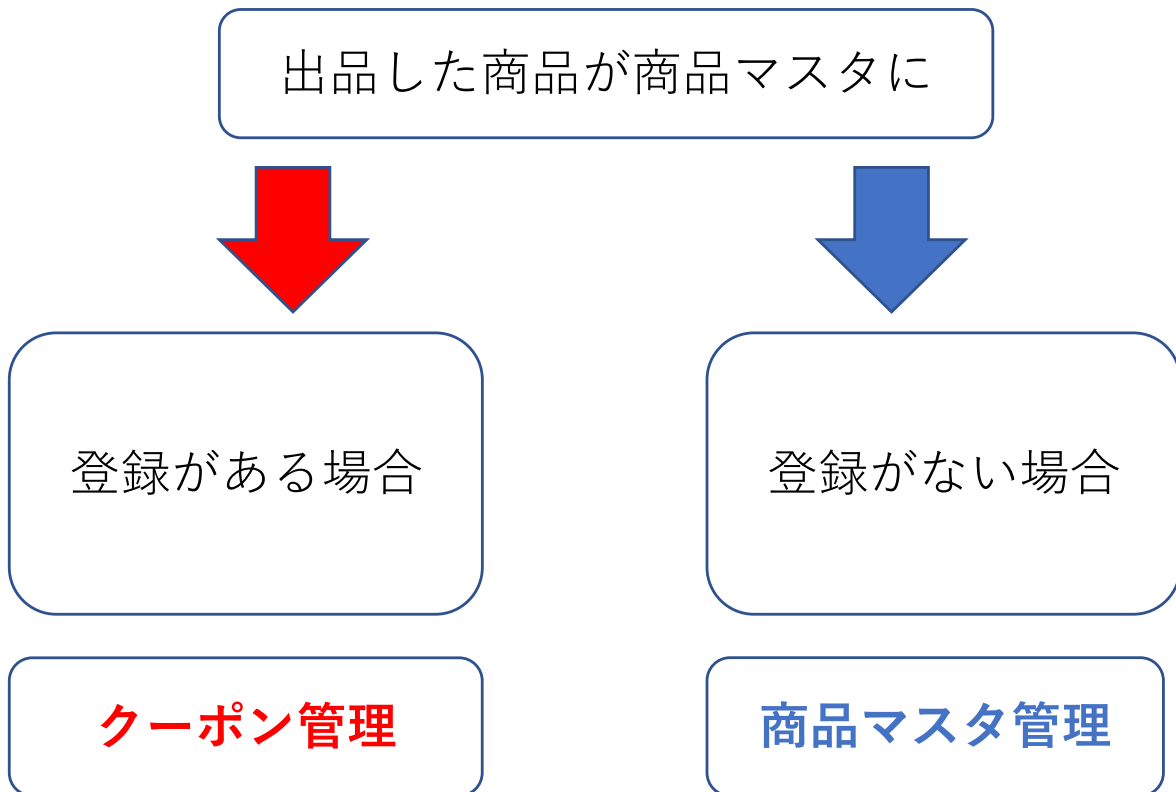 出品した商品が商品マスタに
登録がある場合
登録がない場合
クーポン管理
商品マスタ管理